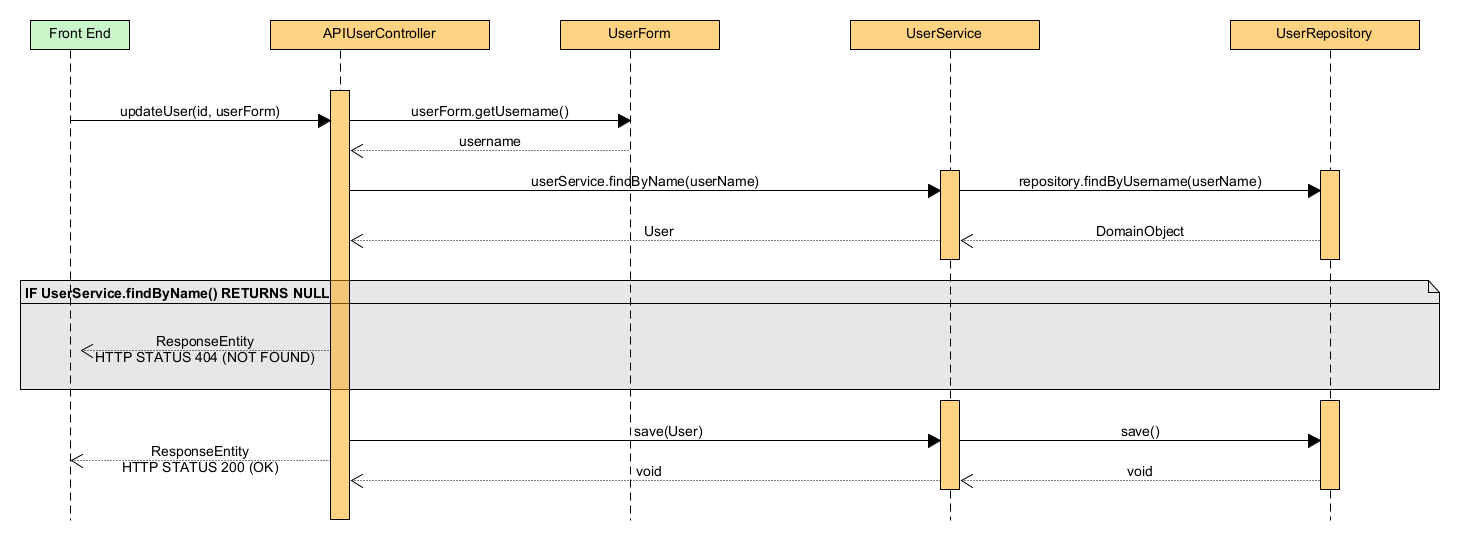 Front End
APIUserController
UserForm
UserService
UserRepository
updateUser(id, userForm)
userForm.getUsername()
username
userService.findByName(userName)
repository.findByUsername(userName)
User
DomainObject
IF UserService.findByName() RETURNS NULL
ResponseEntity
HTTP STATUS 404 (NOT FOUND)
save(User)
save()
ResponseEntity
HTTP STATUS 200 (OK)
void
void